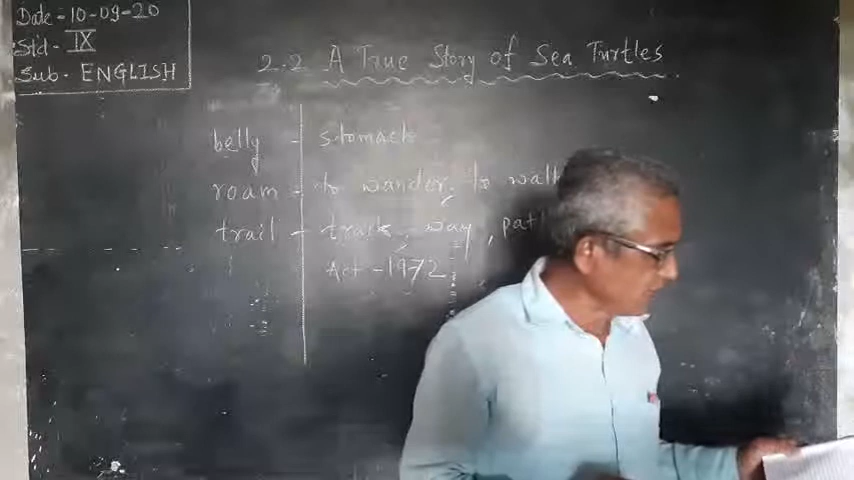 Date - 10-09-20
Std - IX
Sub - ENGLISH
2.2 A True Story of Sea Turtles
belly - stomach
roam - to wander, to walk
trail - track, way, path
Act - 1972